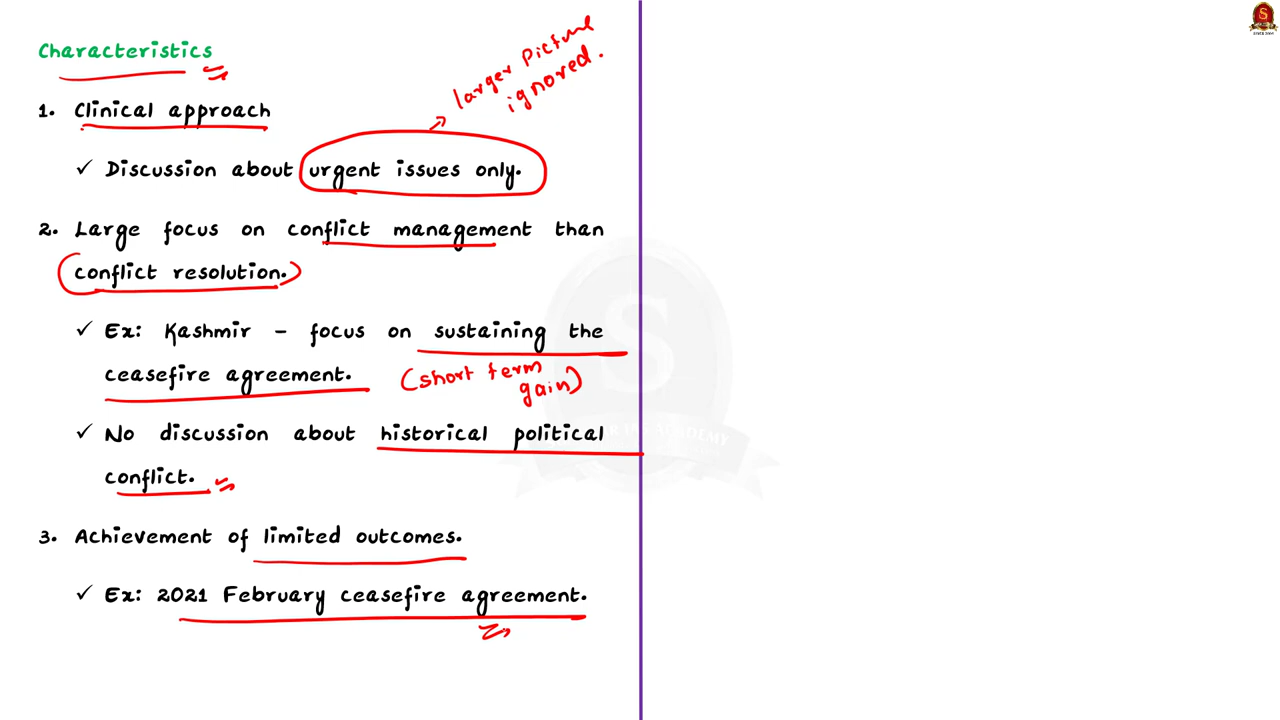 Characteristics
larger picture
ignored.
1. Clinical approach
✓ Discussion about urgent issues only.
2. Large focus on conflict management than
conflict resolution.
✓ Ex: Kashmir - focus on sustaining the
ceasefire agreement.
(short term
gain)
✓ No discussion about historical political
conflict.
3. Achievement of limited outcomes.
✓ Ex: 2021 February ceasefire agreement.
S
ACADEMY